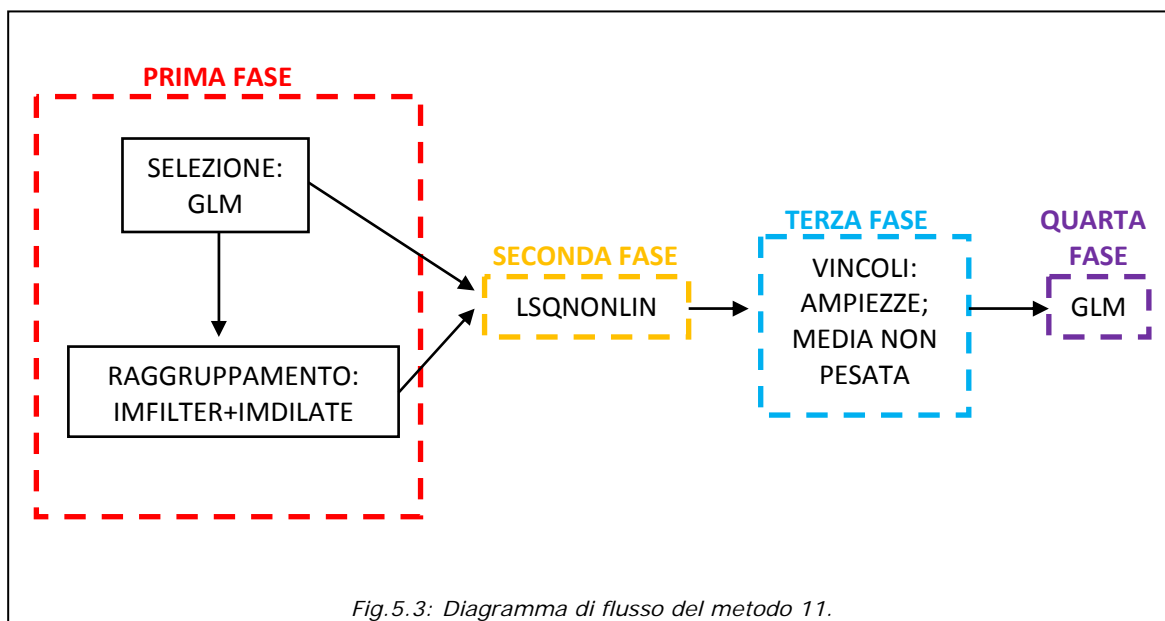 PRIMA FASE
SELEZIONE:
GLM
RAGGRUPPAMENTO:
IMFILTER+IMDILATE
SECONDA FASE
LSQNONLIN
TERZA FASE
VINCOLI:
AMPIEZZE;
MEDIA NON
PESATA
QUARTA
FASE
GLM
Fig.5.3: Diagramma di flusso del metodo 11.